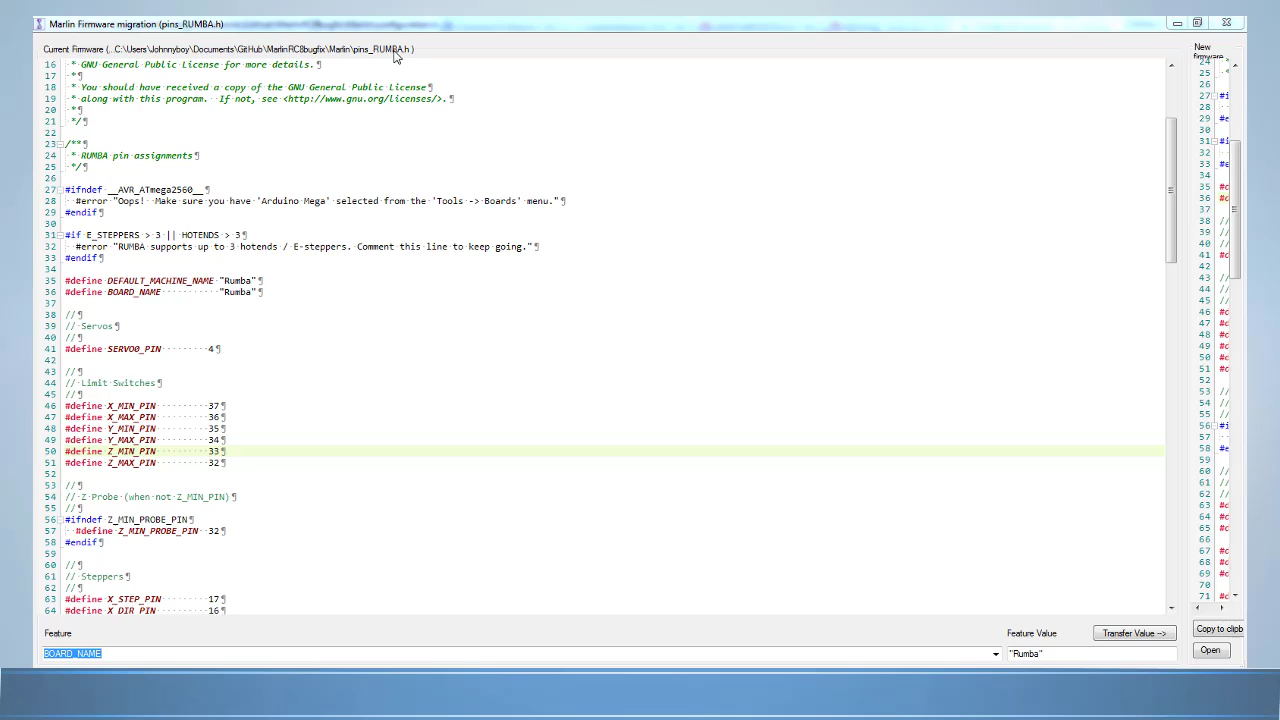 Marlin Firmware migration (pins_RUMBA.h)
Current Firmware (...C:\Users\Johnnyboy\Documents\GitHub\MarlinRC8bugfix\Marlin\pins_RUMBA.h )
New firmware
16 * GNU General Public License for more details.¶
17 *¶
18 * You should have received a copy of the GNU General Public License¶
19 * along with this program. If not, see <http://www.gnu.org/licenses/>.¶
20 *¶
21 */¶
22
23 /**¶
24 * RUMBA pin assignments¶
25 */¶
26
27 #ifndef __AVR_ATmega2560__¶
28 #error "Oops! Make sure you have 'Arduino Mega' selected from the 'Tools -> Boards' menu."¶
29 #endif¶
30
31 #if E_STEPPERS > 3 || HOTENDS > 3¶
32 #error "RUMBA supports up to 3 hotends / E-steppers. Comment this line to keep going."¶
33 #endif¶
34
35 #define DEFAULT_MACHINE_NAME "Rumba"¶
36 #define BOARD_NAME "Rumba"¶
37
38 //¶
39 // Servos¶
40 //¶
41 #define SERVO0_PIN 4¶
42
43 //¶
44 // Limit Switches¶
45 //¶
46 #define X_MIN_PIN 37¶
47 #define X_MAX_PIN 36¶
48 #define Y_MIN_PIN 35¶
49 #define Y_MAX_PIN 34¶
50 #define Z_MIN_PIN 33¶
51 #define Z_MAX_PIN 32¶
52
53 //¶
54 // Z Probe (when not Z_MIN_PIN)¶
55 //¶
56 #ifndef Z_MIN_PROBE_PIN¶
57 #define Z_MIN_PROBE_PIN 32¶
58 #endif¶
59
60 //¶
61 // Steppers¶
62 //¶
63 #define X_STEP_PIN 17¶
64 #define X_DIR_PIN 16¶
Feature
Feature Value
Transfer Value -->
BOARD_NAME
"Rumba"
Copy to clipb
Open